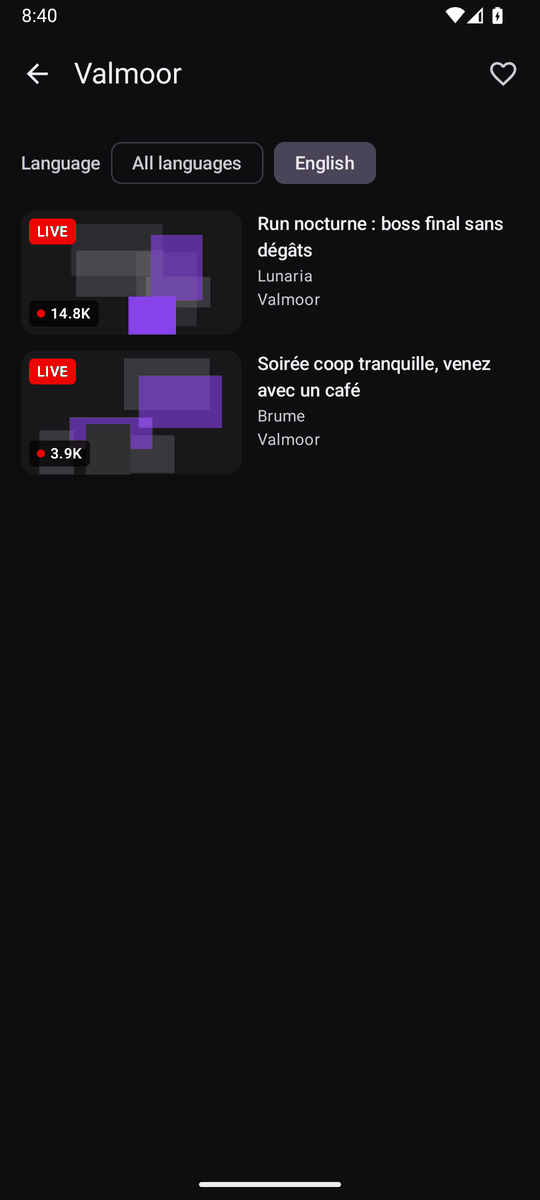 8:40
Valmoor
Language
All languages
English
LIVE
14.8K
Run nocturne : boss final sans
dégâts
Lunaria
Valmoor
LIVE
3.9K
Soirée coop tranquille, venez
avec un café
Brume
Valmoor